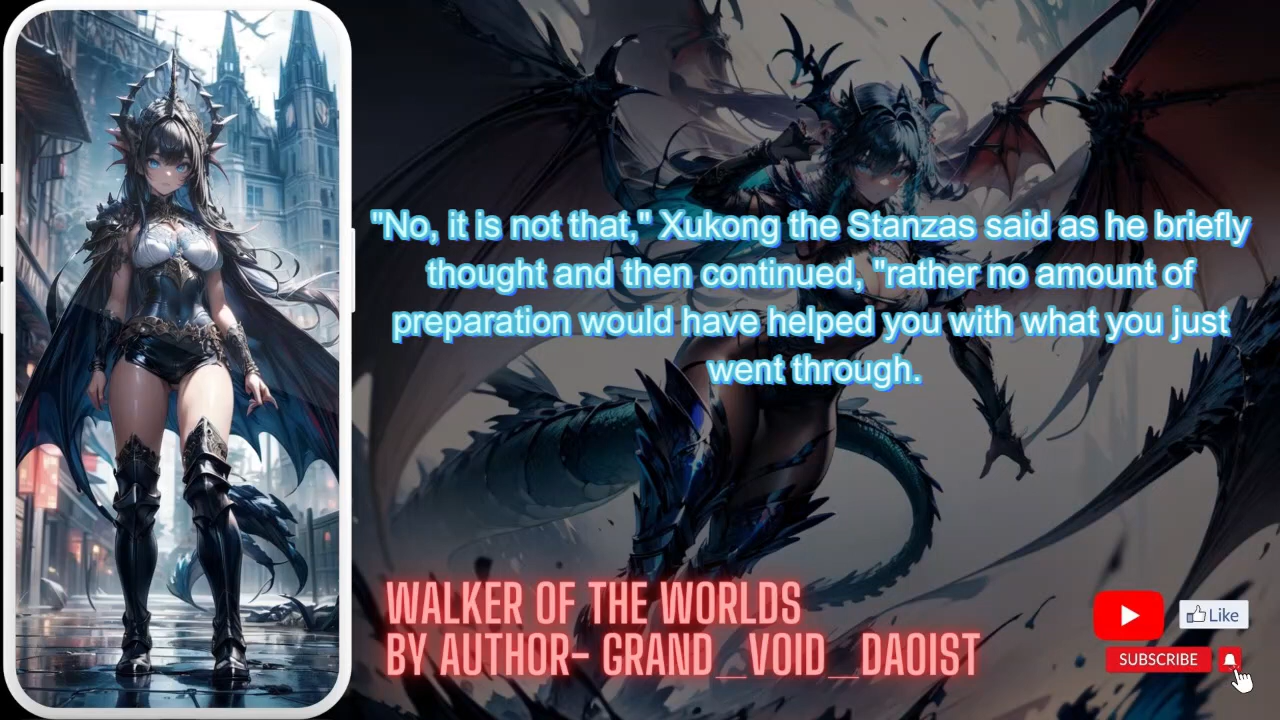 "No, it is not that," Xukong the Stanzas said as he briefly
thought and then continued, "rather no amount of
preparation would have helped you with what you just
went through.
WALKER OF THE WORLDS
BY AUTHOR- GRAND_VOID_DAOIST
Like
SUBSCRIBE